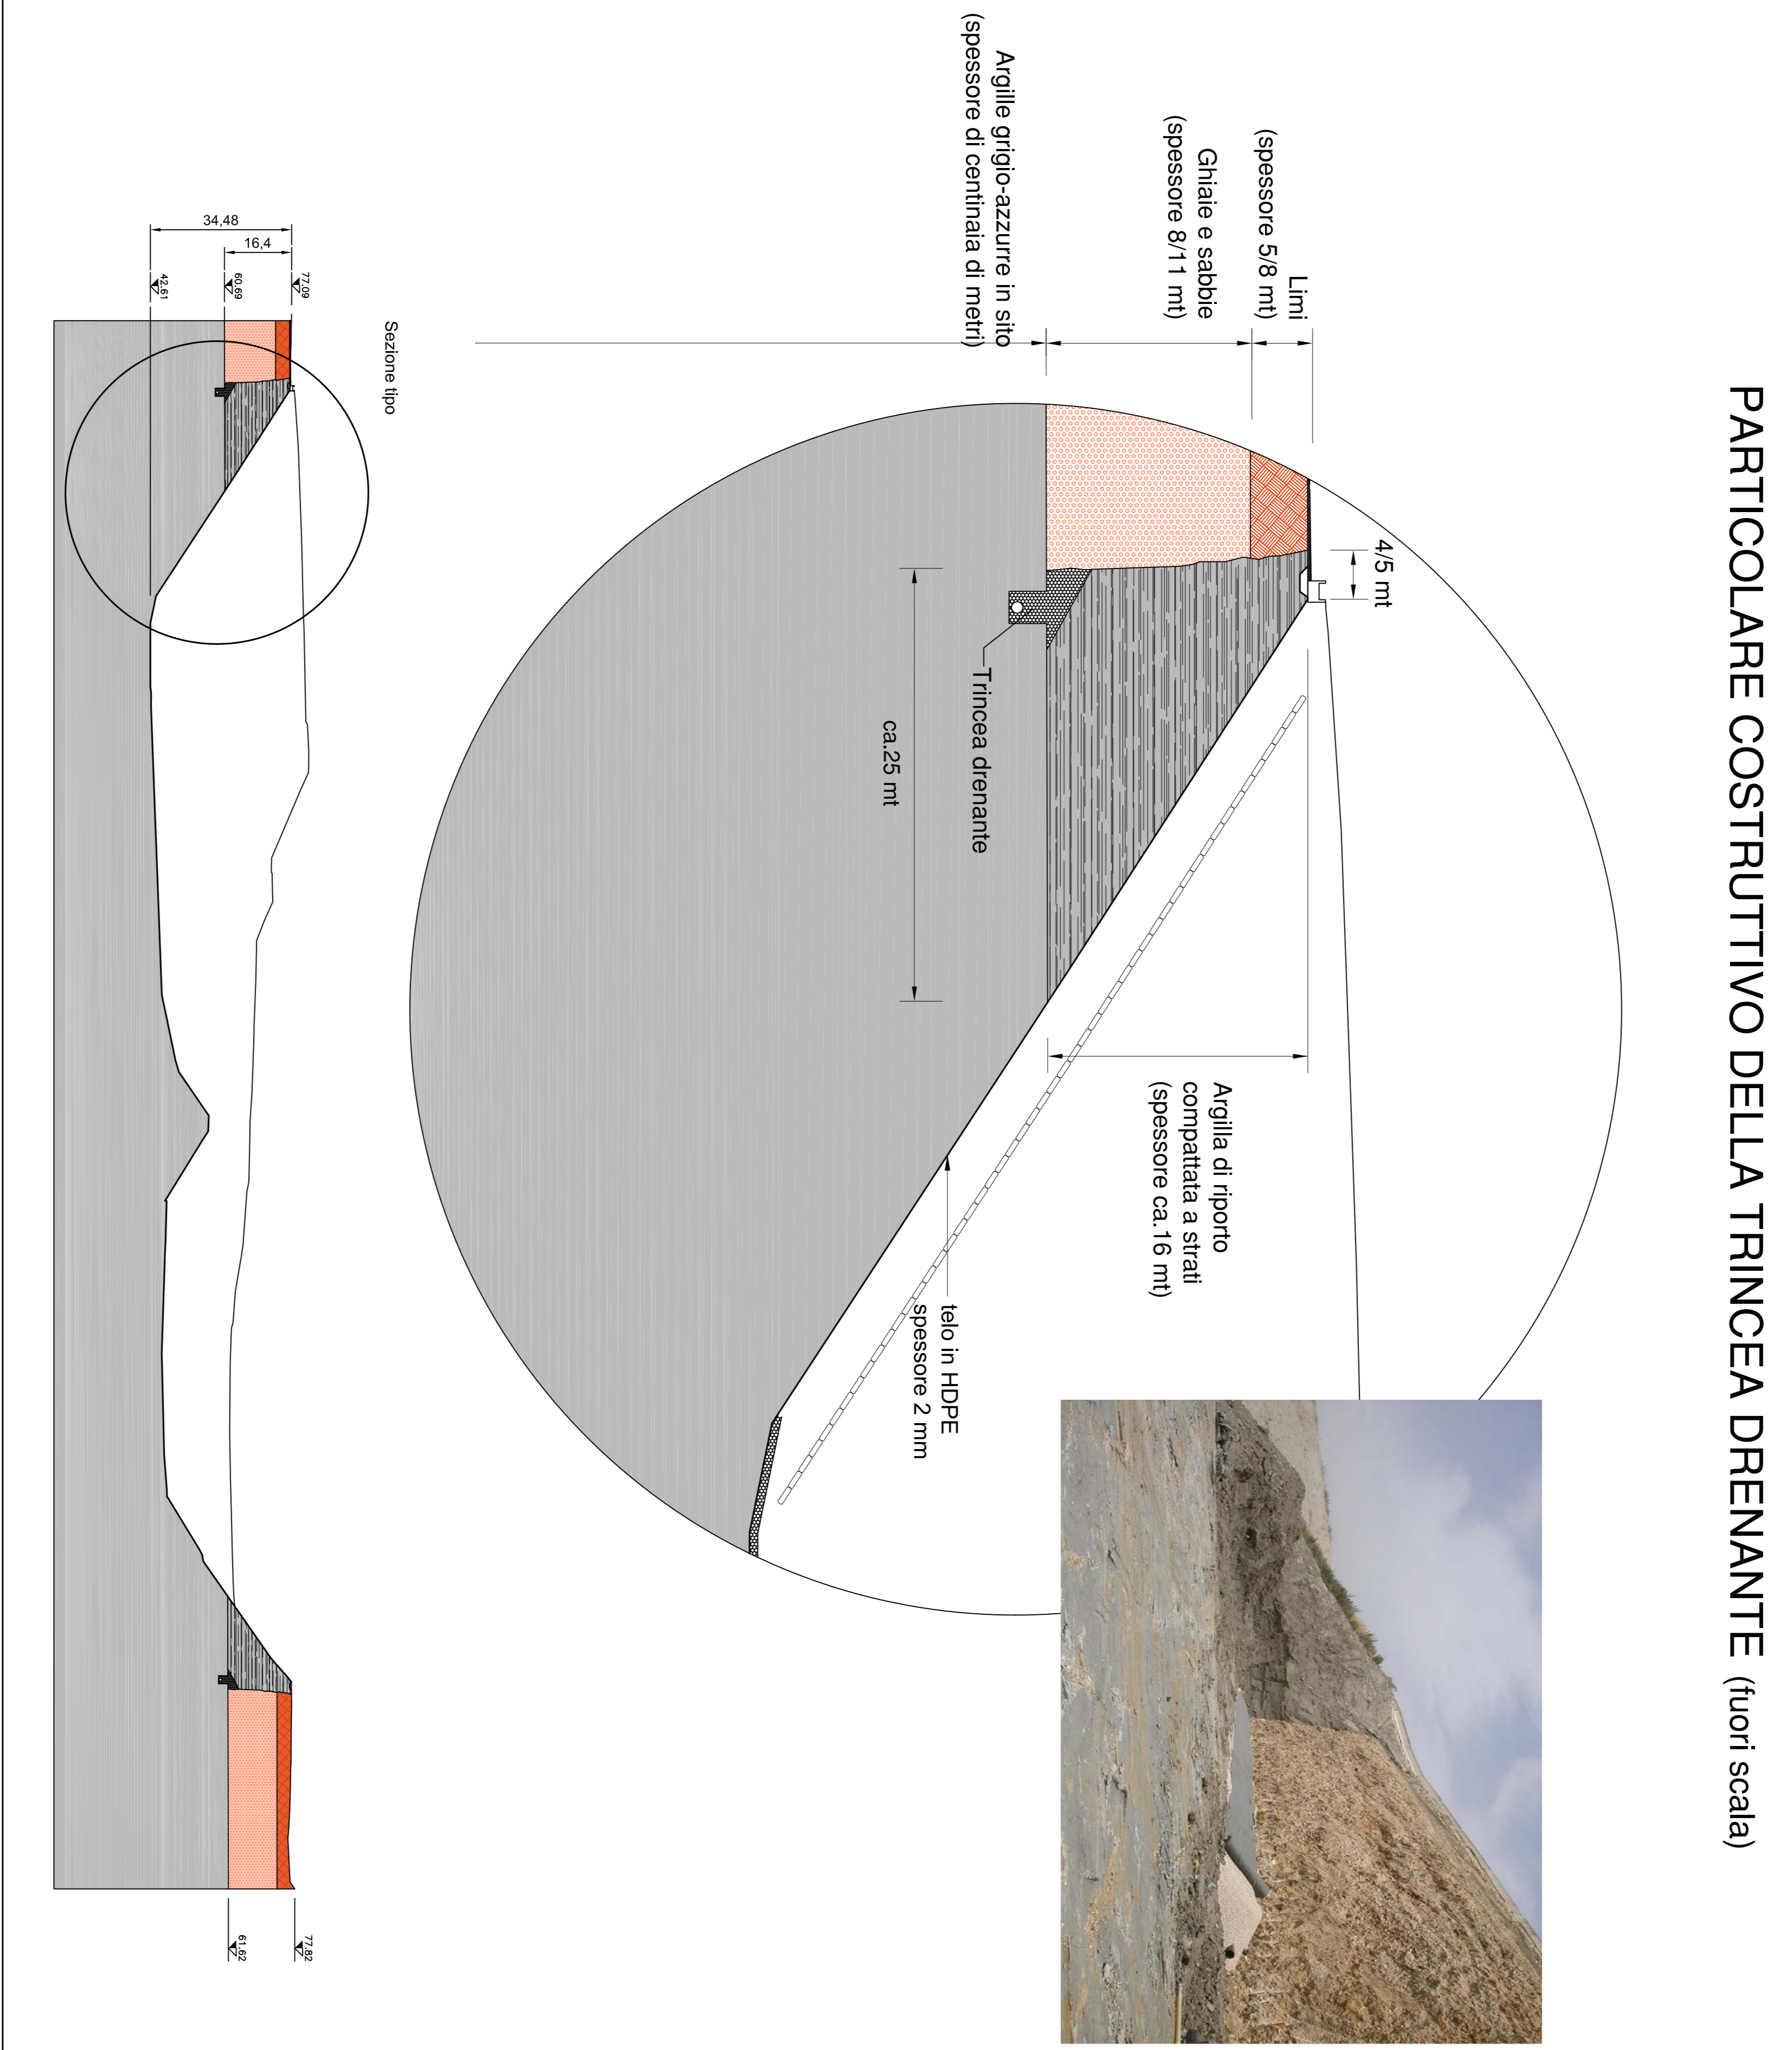 PARTICOLARE COSTRUTTIVO DELLA TRINCEA DRENANTE (fuori scala)
4/5 mt
Limi
(spessore 5/8 mt)
Ghiaie e sabbie
(spessore 8/11 mt)
Argille grigio-azzurre in sito
(spessore di centinaia di metri)
Argilla di riporto
compattata a strati
(spessore ca.16 mt)
Trincea drenante
ca.25 mt
telo in HDPE
spessore 2 mm
Sezione tipo
77.09
60.69
42.61
16,4
34,48
77.82
61.62